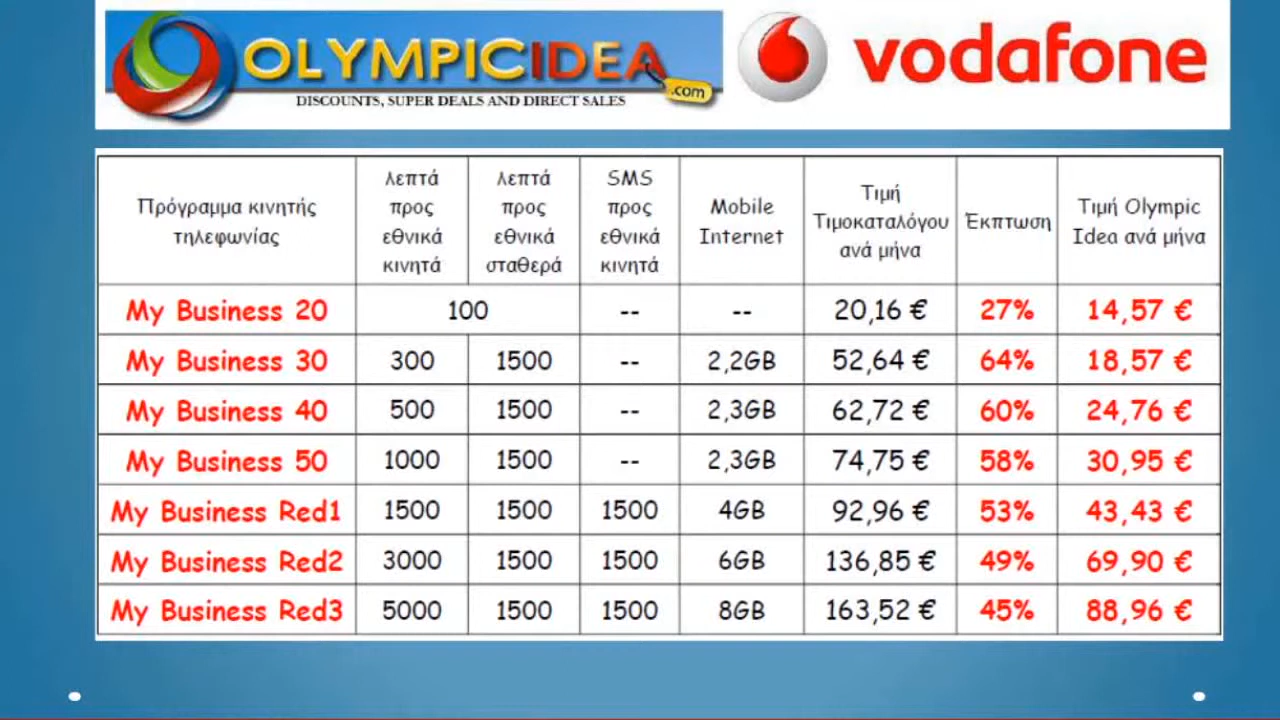 OLYMPICIDEA
.com
DISCOUNTS, SUPER DEALS AND DIRECT SALES
vodafone
Πρόγραμμα κινητής τηλεφωνίας | λεπτά προς εθνικά κινητά | λεπτά προς εθνικά σταθερά | SMS προς εθνικά κινητά | Mobile Internet | Τιμή Τιμοκαταλόγου ανά μήνα | Έκπτωση | Τιμή Olympic Idea ανά μήνα
My Business 20 | 100 | -- | -- | 20,16 € | 27% | 14,57 €
My Business 30 | 300 | 1500 | -- | 2,2GB | 52,64 € | 64% | 18,57 €
My Business 40 | 500 | 1500 | -- | 2,3GB | 62,72 € | 60% | 24,76 €
My Business 50 | 1000 | 1500 | -- | 2,3GB | 74,75 € | 58% | 30,95 €
My Business Red1 | 1500 | 1500 | 1500 | 4GB | 92,96 € | 53% | 43,43 €
My Business Red2 | 3000 | 1500 | 1500 | 6GB | 136,85 € | 49% | 69,90 €
My Business Red3 | 5000 | 1500 | 1500 | 8GB | 163,52 € | 45% | 88,96 €